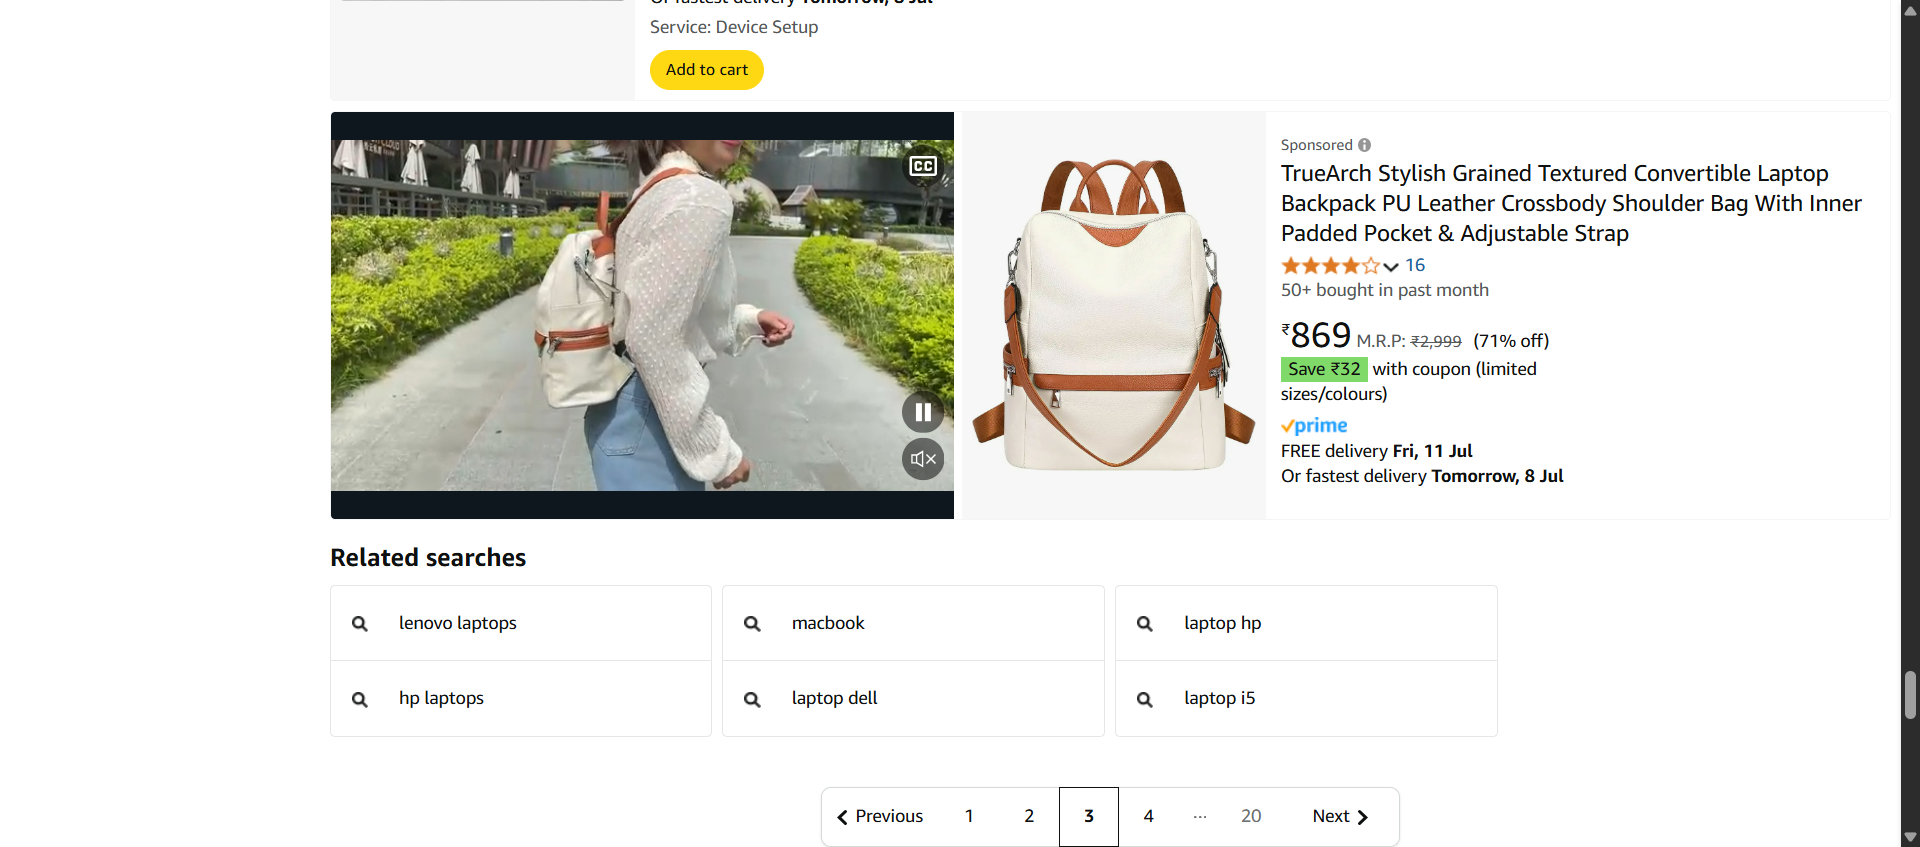 Or fastest delivery Tomorrow, 8 Jul
Service: Device Setup
Add to cart
CC
Sponsored
TrueArch Stylish Grained Textured Convertible Laptop
Backpack PU Leather Crossbody Shoulder Bag With Inner
Padded Pocket & Adjustable Strap
16
50+ bought in past month
₹869 M.R.P: ₹2,999 (71% off)
Save ₹32 with coupon (limited
sizes/colours)
prime
FREE delivery Fri, 11 Jul
Or fastest delivery Tomorrow, 8 Jul
Related searches
lenovo laptops
macbook
laptop hp
hp laptops
laptop dell
laptop i5
Previous 1 2 3 4 ... 20 Next